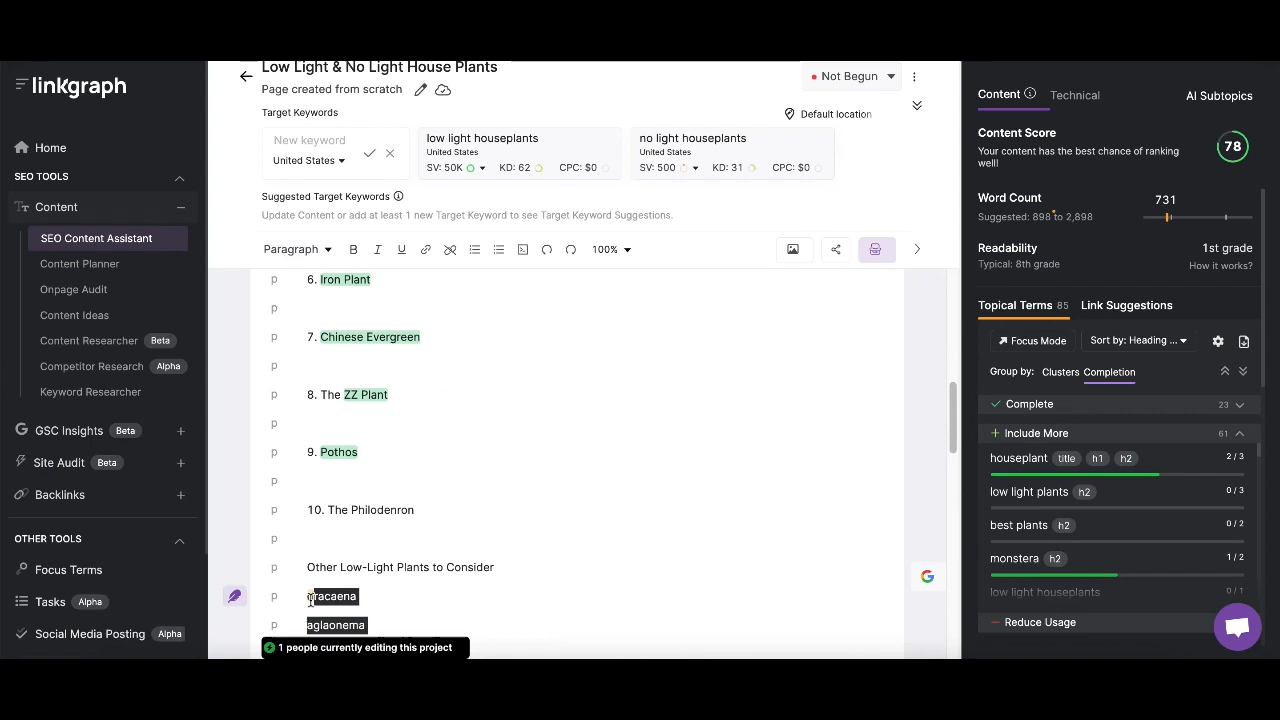 linkgraph
Home
SEO TOOLS
Content
SEO Content Assistant
Content Planner
Onpage Audit
Content Ideas
Content Researcher Beta
Competitor Research Alpha
Keyword Researcher
GSC Insights Beta
Site Audit Beta
Backlinks
OTHER TOOLS
Focus Terms
Tasks Alpha
Social Media Posting Alpha
Low Light & No Light House Plants
Page created from scratch
Not Begun
Target Keywords
Default location
New keyword
United States
low light houseplants
United States
SV: 50K KD: 62 CPC: $0
no light houseplants
United States
SV: 500 KD: 31 CPC: $0
Suggested Target Keywords
Update Content or add at least 1 new Target Keyword to see Target Keyword Suggestions.
Paragraph B I U 100%
p 6. Iron Plant
p
p 7. Chinese Evergreen
p
p 8. The ZZ Plant
p
p 9. Pothos
p
p 10. The Philodenron
p
p Other Low-Light Plants to Consider
p racaena
p aglaonema
1 people currently editing this project
Content Technical AI Subtopics
Content Score
Your content has the best chance of ranking
well!
78
Word Count 731
Suggested: 898 to 2,898
Readability 1st grade
Typical: 8th grade How it works?
Topical Terms 85 Link Suggestions
Focus Mode Sort by: Heading ...
Group by: Clusters Completion
Complete 23
Include More 61
houseplant title h1 h2 2 / 3
low light plants h2 0 / 3
best plants h2 0 / 2
monstera h2 1 / 2
low light houseplants 0 / 1
Reduce Usage